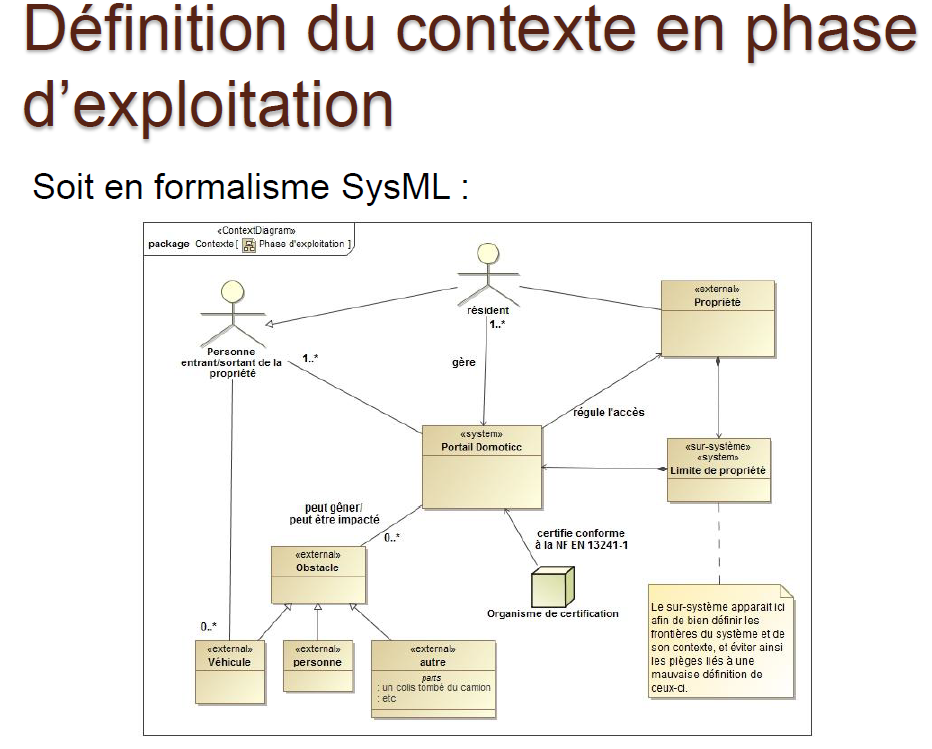 Définition du contexte en phase
d'exploitation
Soit en formalisme SysML :
«ContextDiagram»
package Contexte [ Phase d'exploitation ]
résident
1..*
«external»
Propriété
Personne
entrant/sortant de la
propriété
1..*
gère
régule l'accès
«system»
Portail Domoticc
«sur-système»
«system»
Limite de propriété
peut gêner/
peut être impacté
0..*
certifie conforme
à la NF EN 13241-1
«external»
Obstacle
Organisme de certification
0..*
«external»
Véhicule
«external»
personne
«external»
autre
parts
: un colis tombé du camion
: etc
Le sur-système apparait ici
afin de bien définir les
frontières du système et de
son contexte, et éviter ainsi
les pièges liés à une
mauvaise définition de
ceux-ci.